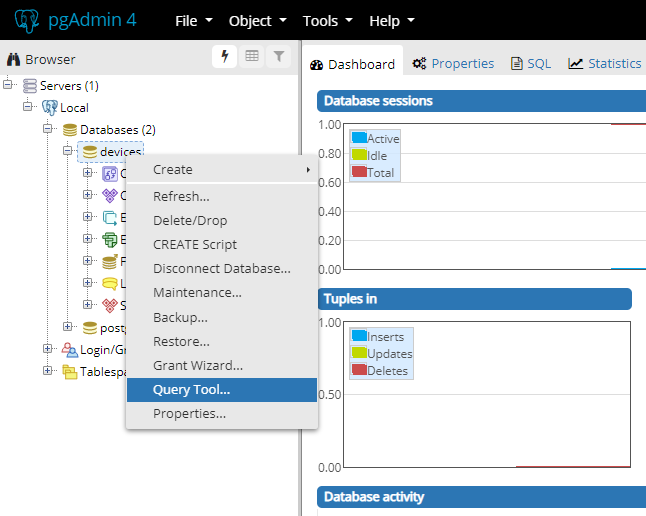 pgAdmin 4 File Object Tools Help
Browser
Dashboard Properties SQL Statistics
Servers (1)
Local
Databases (2)
devices
Create
Refresh...
Delete/Drop
CREATE Script
Disconnect Database...
Maintenance...
Backup...
Restore...
Grant Wizard...
Query Tool...
Properties...
Login/Gr
Tablespa
Database sessions
1.00
0.80
0.60
0.40
0.20
0.00
Active
Idle
Total
Tuples in
1.00
0.00
Inserts
Updates
Deletes
Database activity